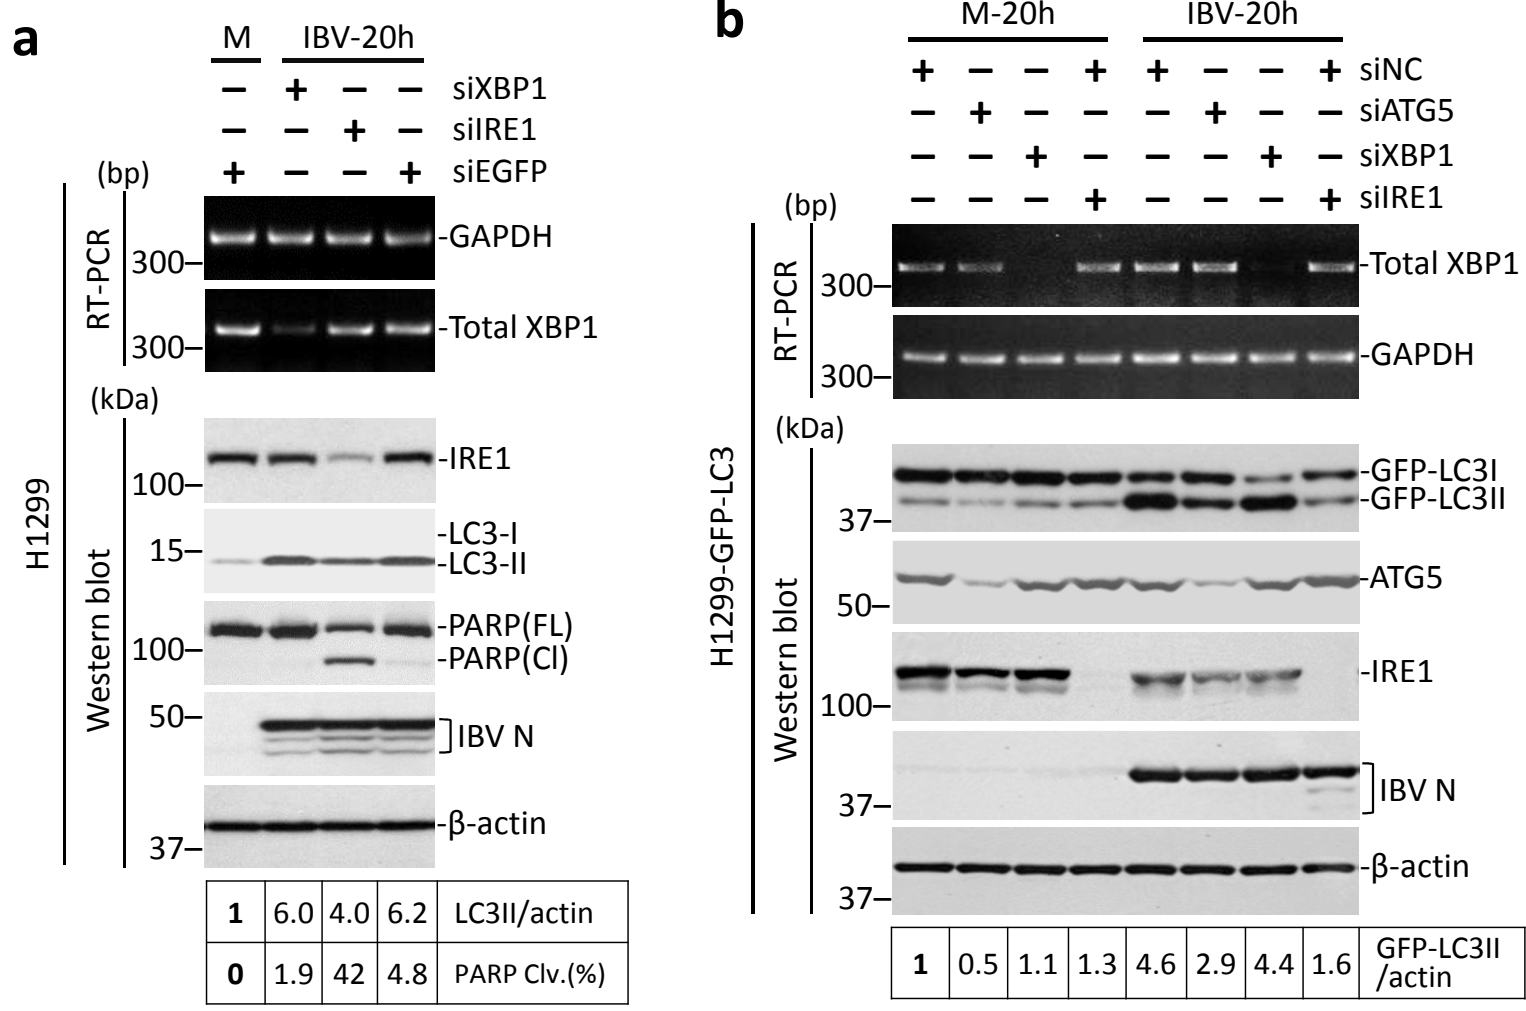 a
M IBV-20h
− + − − siXBP1
− − + − siIRE1
+ − − + siEGFP
(bp)
RT-PCR
-GAPDH
300
-Total XBP1
300
(kDa)
H1299
Western blot
-IRE1
100
-LC3-I
15
-LC3-II
-PARP(FL)
100
-PARP(Cl)
50
IBV N
-β-actin
37
1 6.0 4.0 6.2 LC3II/actin
0 1.9 42 4.8 PARP Clv.(%)
b
M-20h IBV-20h
+ − − + + − − + siNC
− + − − − + − − siATG5
− − + − − − + − siXBP1
− − − + − − − + siIRE1
(bp)
RT-PCR
-Total XBP1
300
-GAPDH
300
(kDa)
H1299-GFP-LC3
Western blot
-GFP-LC3I
-GFP-LC3II
37
-ATG5
50
-IRE1
100
IBV N
37
-β-actin
37
1 0.5 1.1 1.3 4.6 2.9 4.4 1.6 GFP-LC3II
/actin